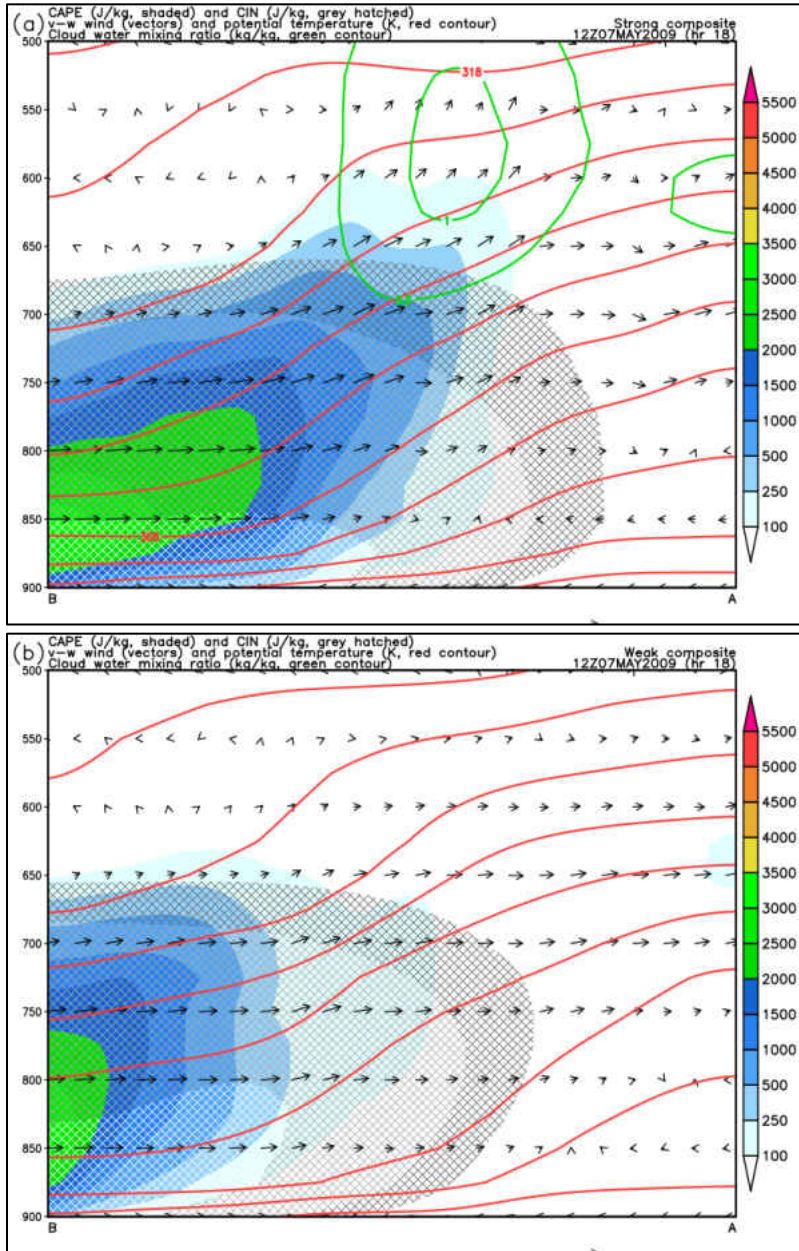 (a)
CAPE (J/kg, shaded) and CIN (J/kg, grey hatched)
v-w wind (vectors) and potential temperature (K, red contour)
Cloud water mixing ratio (kg/kg, green contour)
Strong composite
12Z07MAY2009 (hr 18)
500
550
600
650
700
750
800
850
900
318
1
308
B
A
5500
5000
4500
4000
3500
3000
2500
2000
1500
1000
500
250
100
(b)
CAPE (J/kg, shaded) and CIN (J/kg, grey hatched)
v-w wind (vectors) and potential temperature (K, red contour)
Cloud water mixing ratio (kg/kg, green contour)
Weak composite
12Z07MAY2009 (hr 18)
500
550
600
650
700
750
800
850
900
B
A
5500
5000
4500
4000
3500
3000
2500
2000
1500
1000
500
250
100